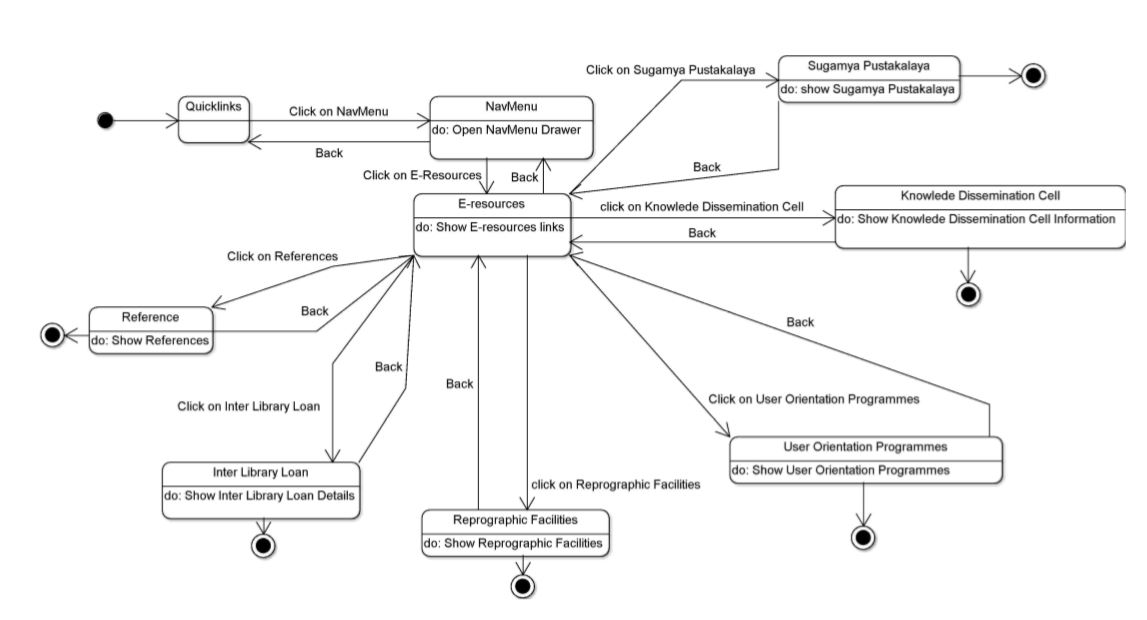 Click on Sugamya Pustakalaya
Sugamya Pustakalaya
do: show Sugamya Pustakalaya
Quicklinks
Click on NavMenu
NavMenu
do: Open NavMenu Drawer
Back
Click on E-Resources
Back
Back
E-resources
do: Show E-resources links
click on Knowlede Dissemination Cell
Back
Knowlede Dissemination Cell
do: Show Knowlede Dissemination Cell Information
Click on References
Reference
do: Show References
Back
Back
Back
Back
Click on Inter Library Loan
Click on User Orientation Programmes
User Orientation Programmes
do: Show User Orientation Programmes
Inter Library Loan
do: Show Inter Library Loan Details
click on Reprographic Facilities
Reprographic Facilities
do: Show Reprographic Facilities